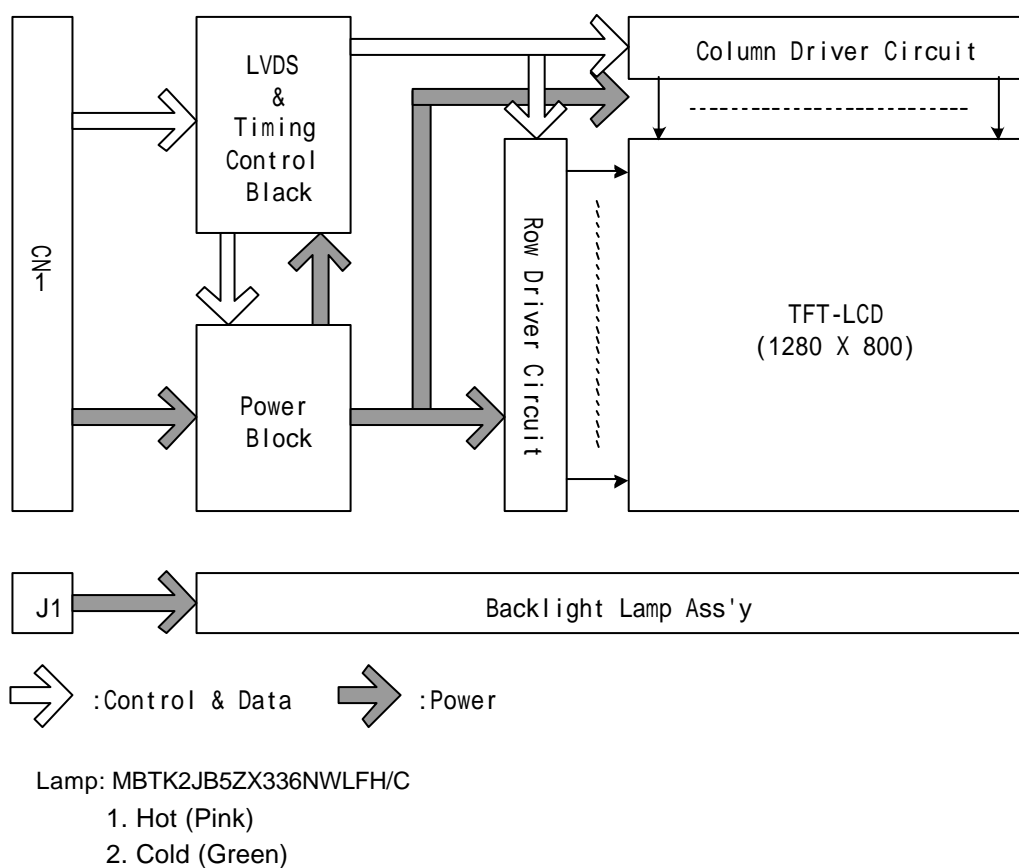 CN1
LVDS
&
Timing
Control
Black
Power
Block
Column Driver Circuit
Row Driver Circuit
TFT-LCD
(1280 X 800)
J1
Backlight Lamp Ass'y
:Control & Data
:Power
Lamp: MBTK2JB5ZX336NWLFH/C
1. Hot (Pink)
2. Cold (Green)